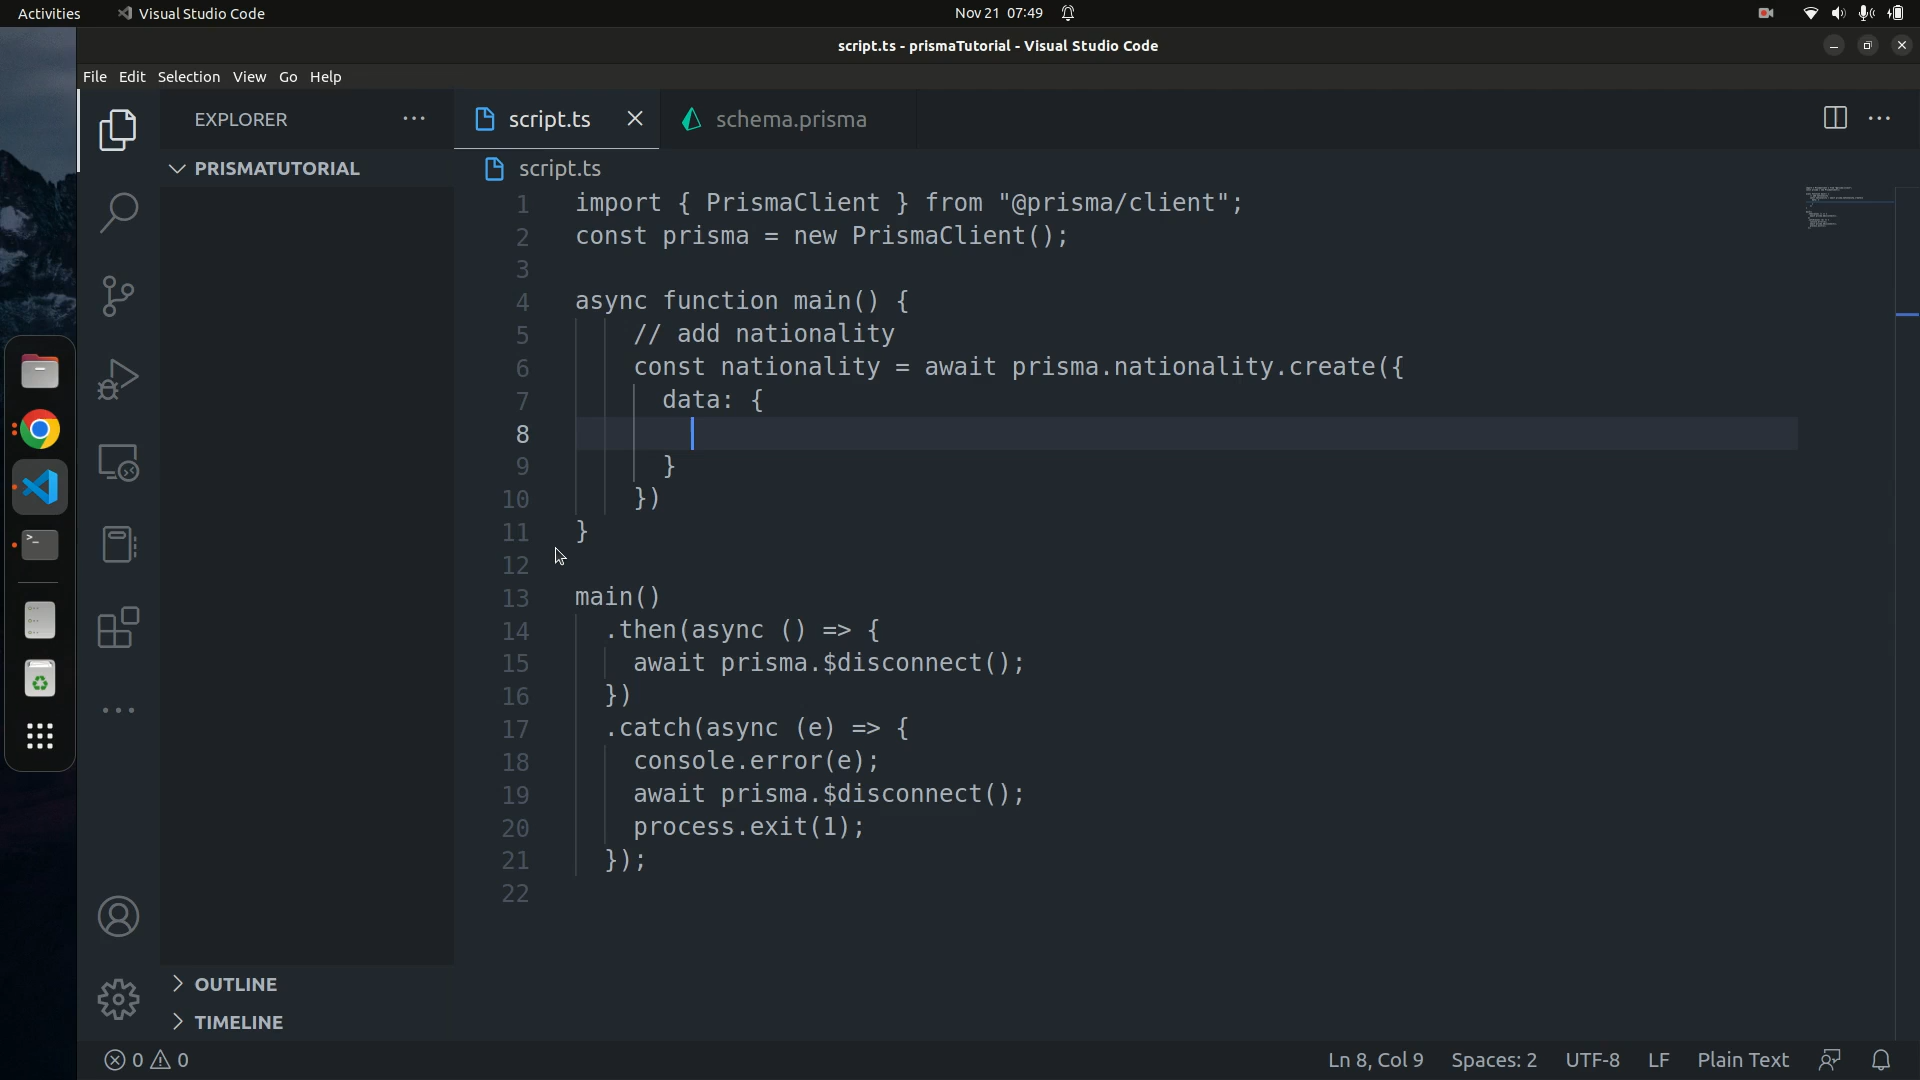 Activities
Visual Studio Code
Nov 21 07:49
script.ts - prismaTutorial - Visual Studio Code
File Edit Selection View Go Help
EXPLORER
script.ts
schema.prisma
PRISMATUTORIAL
script.ts
1 import { PrismaClient } from "@prisma/client";
2 const prisma = new PrismaClient();
3
4 async function main() {
5 // add nationality
6 const nationality = await prisma.nationality.create({
7 data: {
8
9 }
10 })
11 }
12
13 main()
14 .then(async () => {
15 await prisma.$disconnect();
16 })
17 .catch(async (e) => {
18 console.error(e);
19 await prisma.$disconnect();
20 process.exit(1);
21 });
22
OUTLINE
TIMELINE
0 0
Ln 8, Col 9 Spaces: 2 UTF-8 LF Plain Text